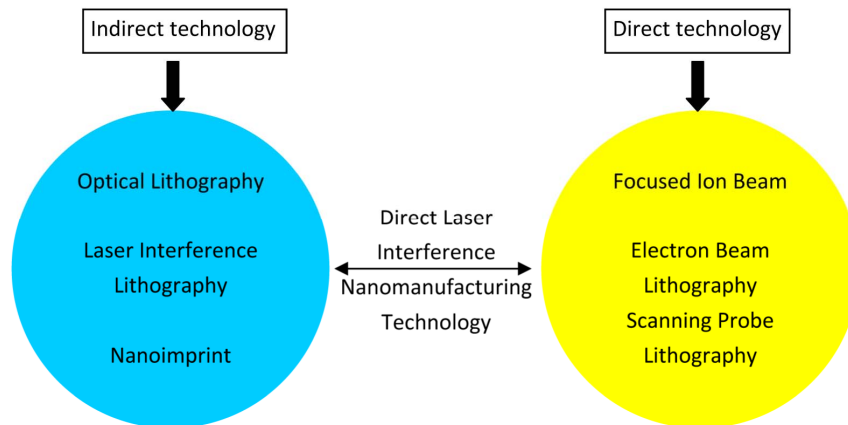 Indirect technology
Direct technology
Optical Lithography
Laser Interference
Lithography
Nanoimprint
Direct Laser
Interference
Nanomanufacturing
Technology
Focused Ion Beam
Electron Beam
Lithography
Scanning Probe
Lithography